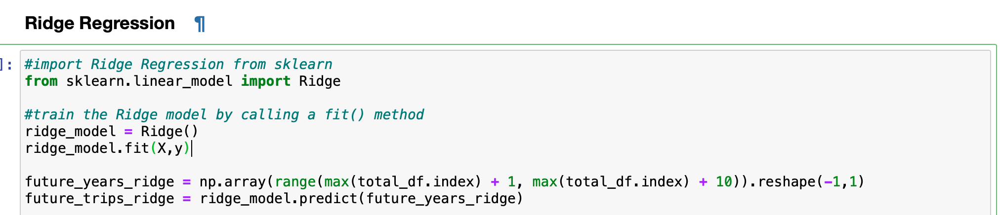 Ridge Regression ¶
]:
#import Ridge Regression from sklearn
from sklearn.linear_model import Ridge
#train the Ridge model by calling a fit() method
ridge_model = Ridge()
ridge_model.fit(X,y)
future_years_ridge = np.array(range(max(total_df.index) + 1, max(total_df.index) + 10)).reshape(-1,1)
future_trips_ridge = ridge_model.predict(future_years_ridge)